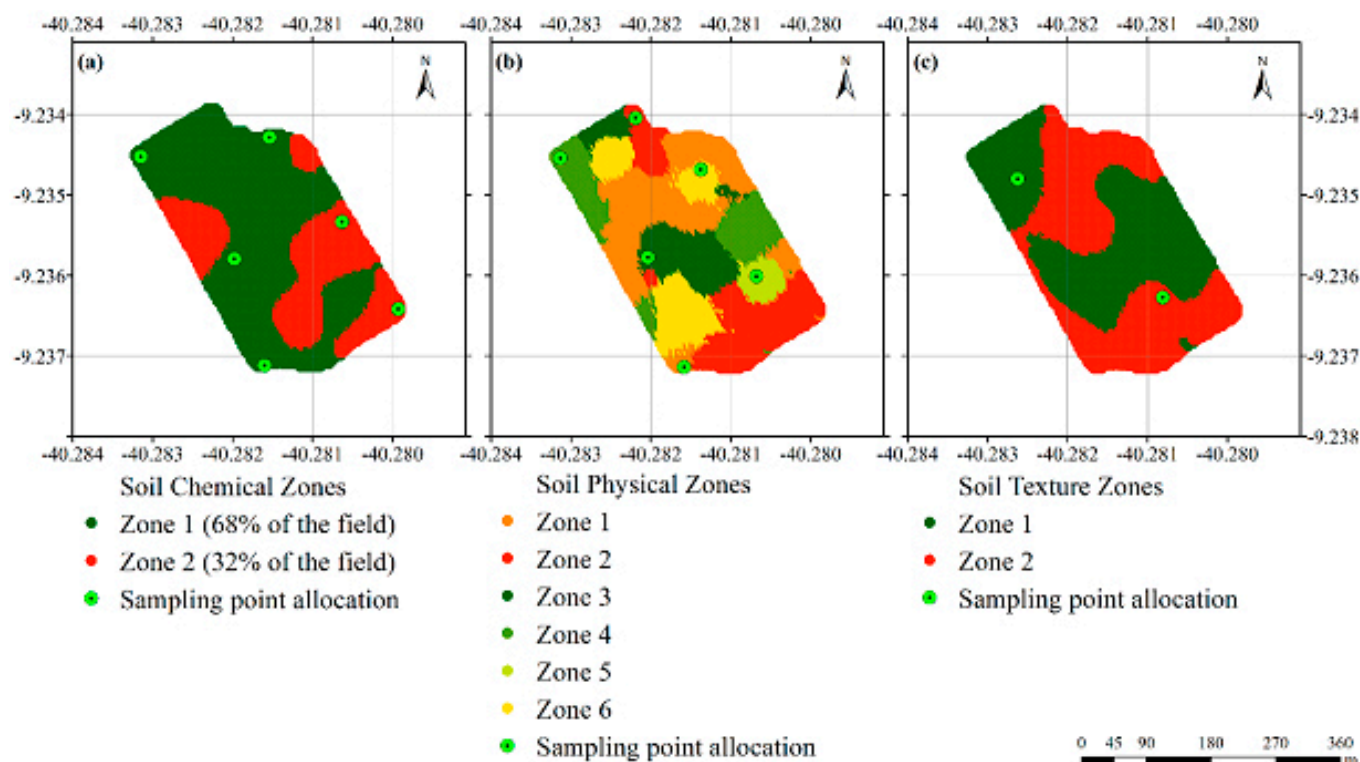 -40.284 -40.283 -40.282 -40.281 -40.280 -40.284 -40.283 -40.282 -40.281 -40.280 -40.284 -40.283 -40.282 -40.281 -40.280
(a) N (b) N (c) N
-9.234 -9.234
-9.235 -9.235
-9.236 -9.236
-9.237 -9.237
-9.238
-40.284 -40.283 -40.282 -40.281 -40.280 -40.284 -40.283 -40.282 -40.281 -40.280 -40.284 -40.283 -40.282 -40.281 -40.280
Soil Chemical Zones
Zone 1 (68% of the field)
Zone 2 (32% of the field)
Sampling point allocation
Soil Physical Zones
Zone 1
Zone 2
Zone 3
Zone 4
Zone 5
Zone 6
Sampling point allocation
Soil Texture Zones
Zone 1
Zone 2
Sampling point allocation
0 45 90 180 270 360